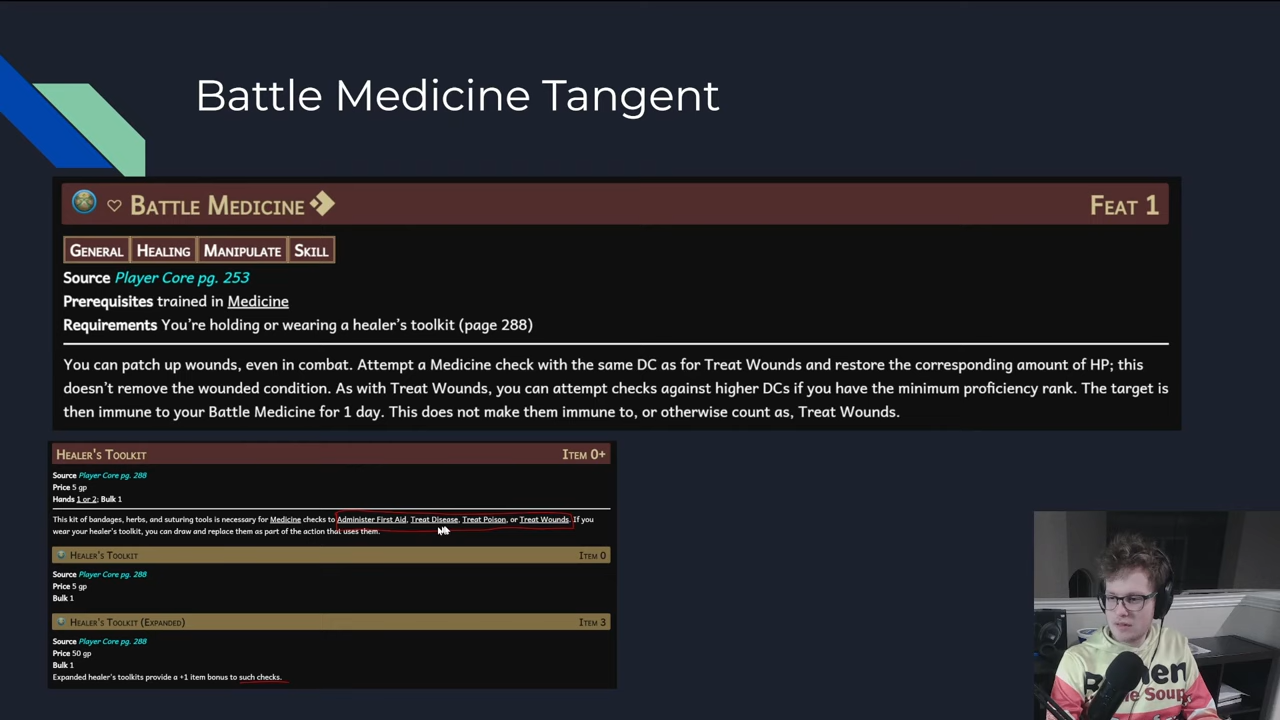 Battle Medicine Tangent
Battle Medicine
Feat 1
General Healing Manipulate Skill
Source Player Core pg. 253
Prerequisites trained in Medicine
Requirements You're holding or wearing a healer's toolkit (page 288)
You can patch up wounds, even in combat. Attempt a Medicine check with the same DC as for Treat Wounds and restore the corresponding amount of HP; this
doesn't remove the wounded condition. As with Treat Wounds, you can attempt checks against higher DCs if you have the minimum proficiency rank. The target is
then immune to your Battle Medicine for 1 day. This does not make them immune to, or otherwise count as, Treat Wounds.
Healer's Toolkit
Item 0+
Source Player Core pg. 288
Price 5 gp
Hands 1 or 2; Bulk 1
This kit of bandages, herbs, and suturing tools is necessary for Medicine checks to Administer First Aid, Treat Disease, Treat Poison, or Treat Wounds. If you
wear your healer's toolkit, you can draw and replace them as part of the action that uses them.
Healer's Toolkit
Item 0
Source Player Core pg. 288
Price 5 gp
Bulk 1
Healer's Toolkit (Expanded)
Item 3
Source Player Core pg. 288
Price 50 gp
Bulk 1
Expanded healer's toolkits provide a +1 item bonus to such checks.
Soup